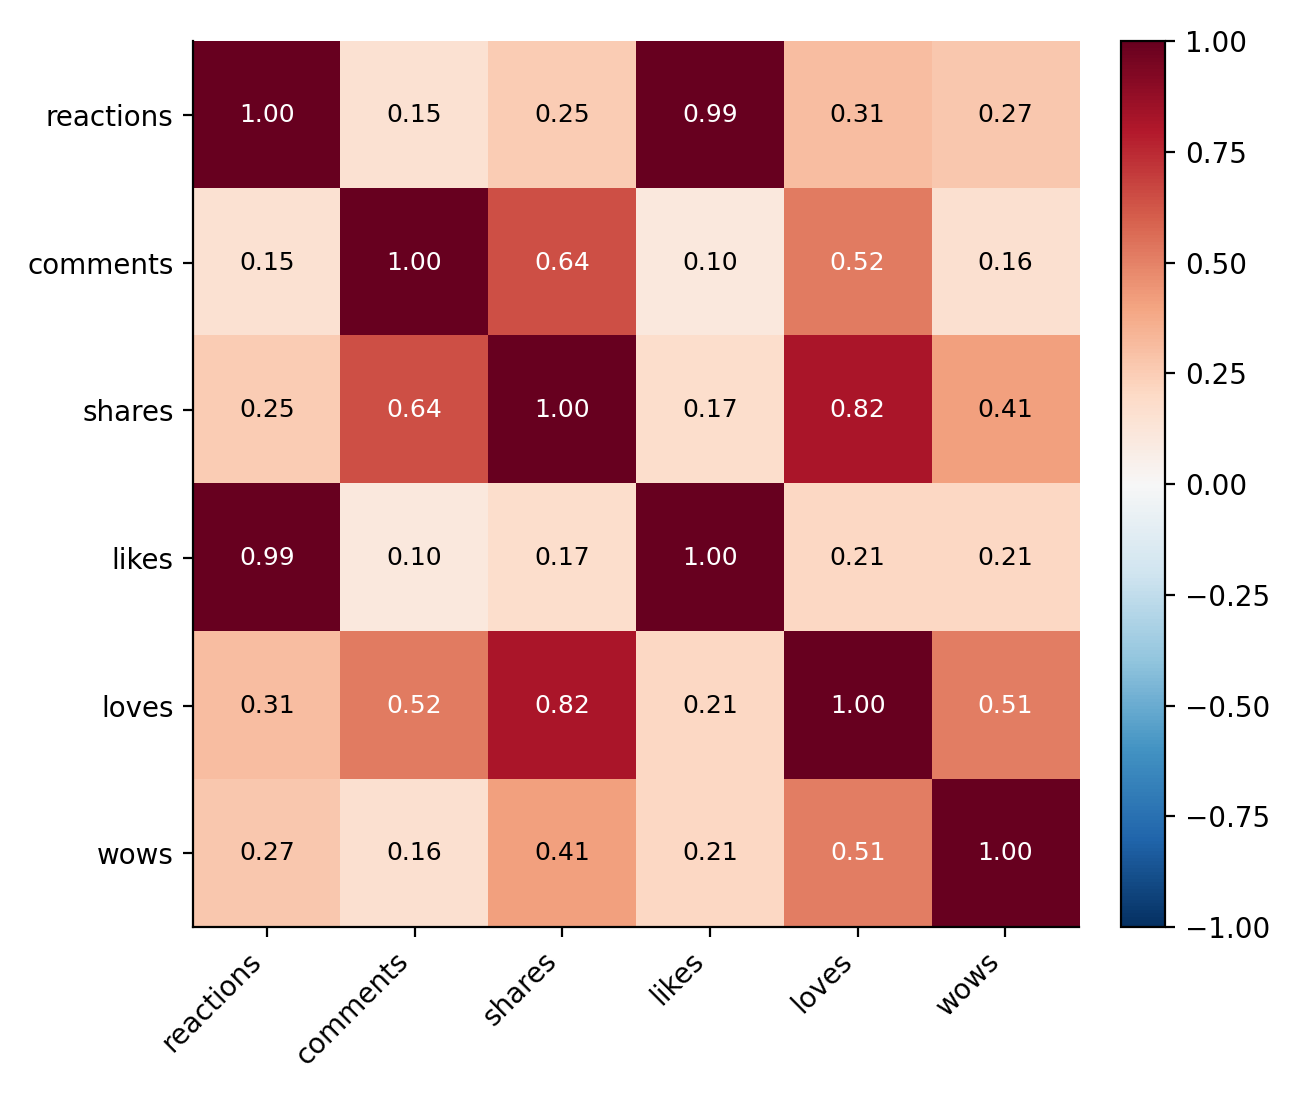 reactions 1.00 0.15 0.25 0.99 0.31 0.27
comments 0.15 1.00 0.64 0.10 0.52 0.16
shares 0.25 0.64 1.00 0.17 0.82 0.41
likes 0.99 0.10 0.17 1.00 0.21 0.21
loves 0.31 0.52 0.82 0.21 1.00 0.51
wows 0.27 0.16 0.41 0.21 0.51 1.00
reactions comments shares likes loves wows
1.00
0.75
0.50
0.25
0.00
−0.25
−0.50
−0.75
−1.00